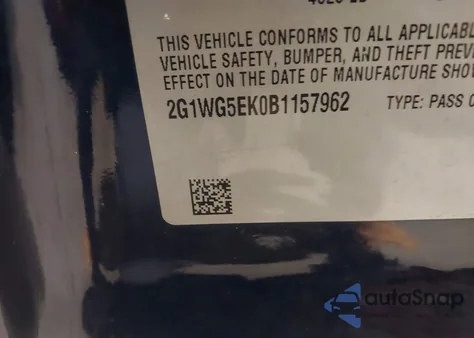 THIS VEHICLE CONFORMS TO ALL APPLICABL
VEHICLE SAFETY, BUMPER, AND THEFT PREVE
EFFECT ON THE DATE OF MANUFACTURE SHO
2G1WG5EK0B1157962 TYPE: PASS C
autoSnap